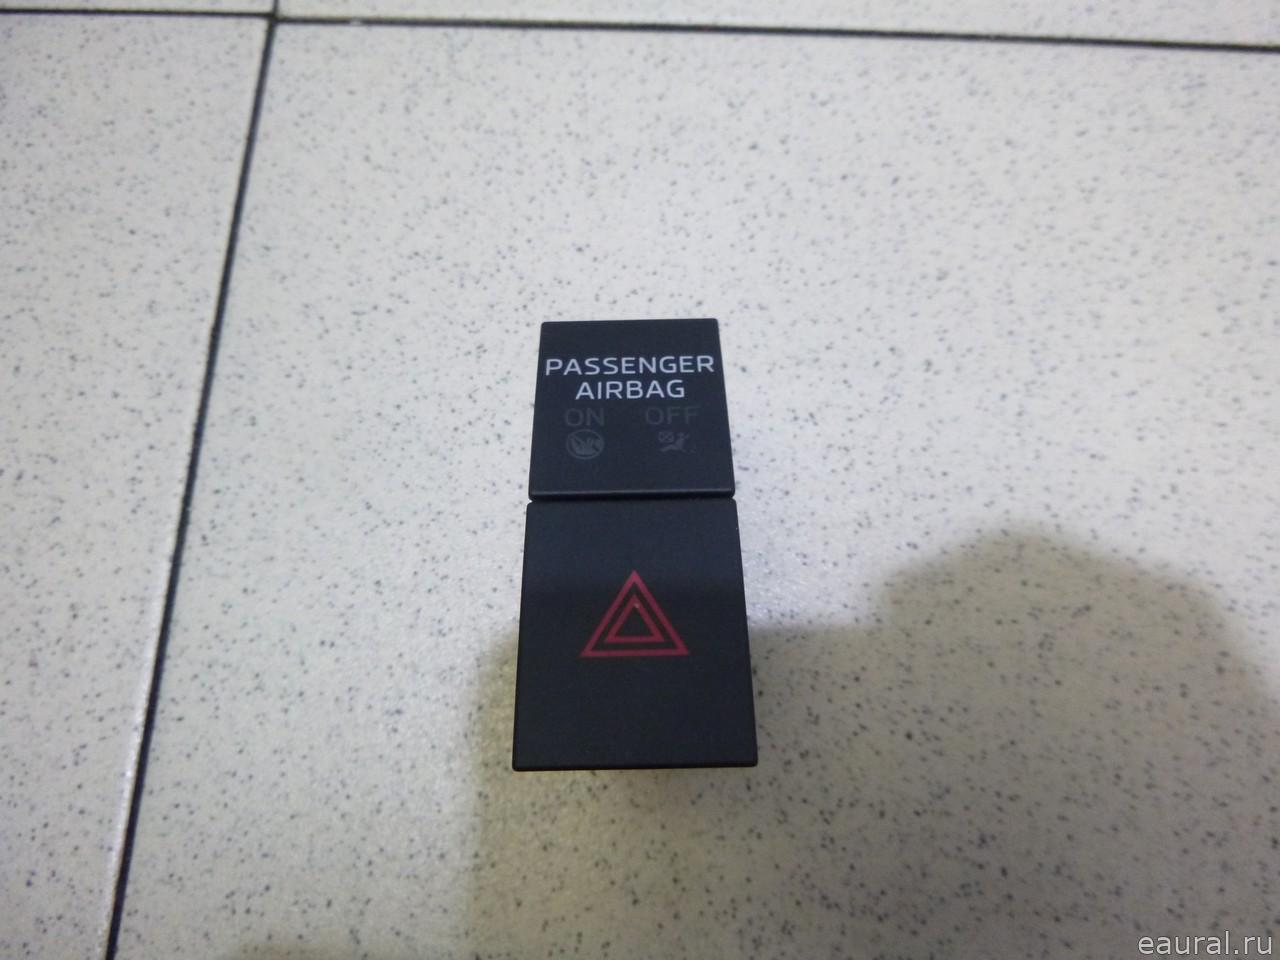 PASSENGER
AIRBAG
ON OFF
eaural.ru